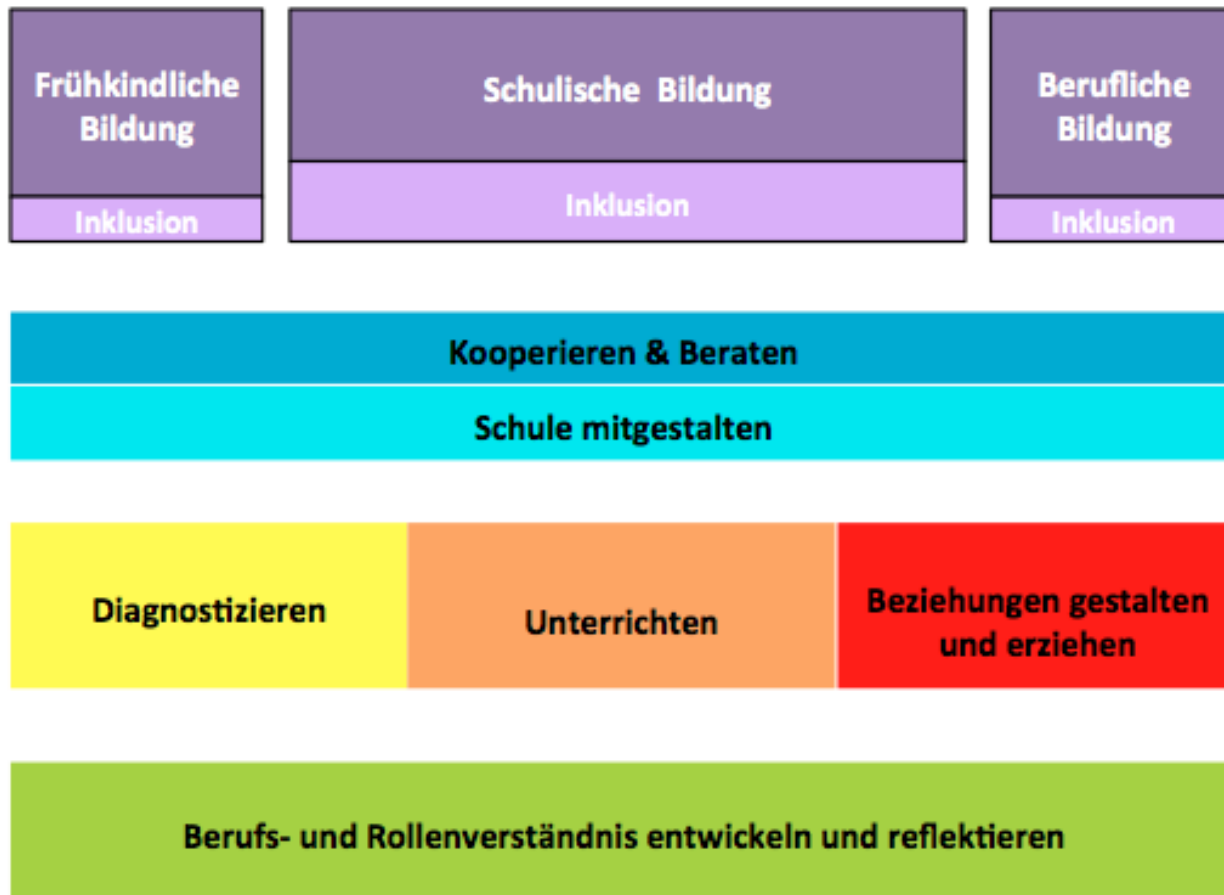 Frühkindliche
Bildung
Inklusion
Schulische Bildung
Inklusion
Berufliche
Bildung
Inklusion
Kooperieren & Beraten
Schule mitgestalten
Diagnostizieren
Unterrichten
Beziehungen gestalten
und erziehen
Berufs- und Rollenverständnis entwickeln und reflektieren